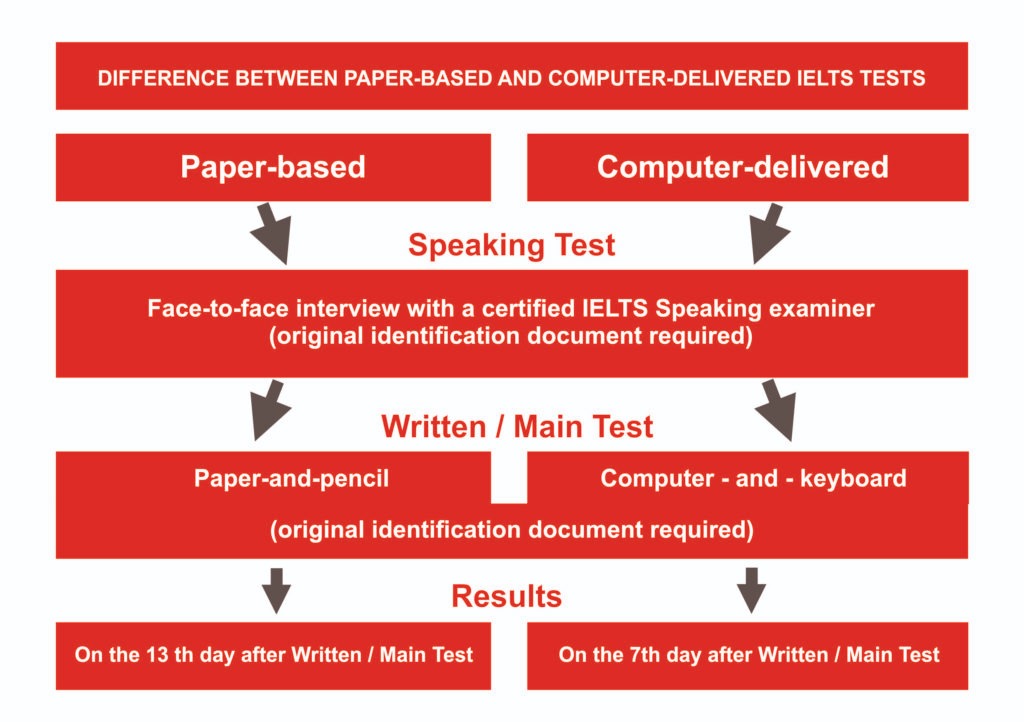 DIFFERENCE BETWEEN PAPER-BASED AND COMPUTER-DELIVERED IELTS TESTS
Paper-based
Computer-delivered
Speaking Test
Face-to-face interview with a certified IELTS Speaking examiner
(original identification document required)
Written / Main Test
Paper-and-pencil
Computer - and - keyboard
(original identification document required)
Results
On the 13 th day after Written / Main Test
On the 7th day after Written / Main Test